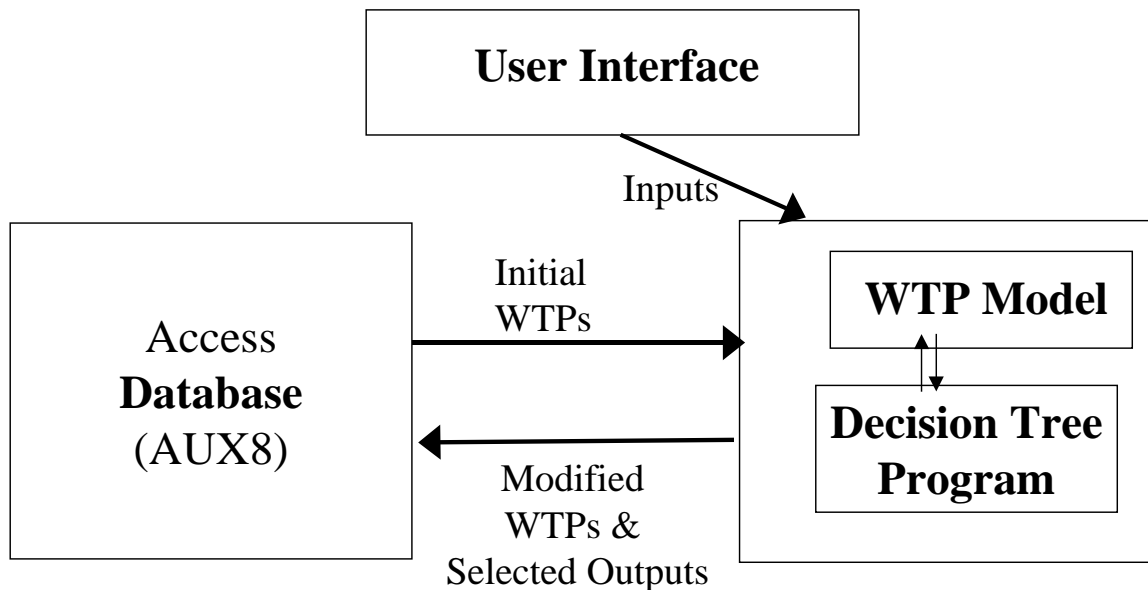 User Interface
Inputs
Initial
WTPs
Access
Database
(AUX8)
WTP Model
Decision Tree
Program
Modified
WTPs &
Selected Outputs